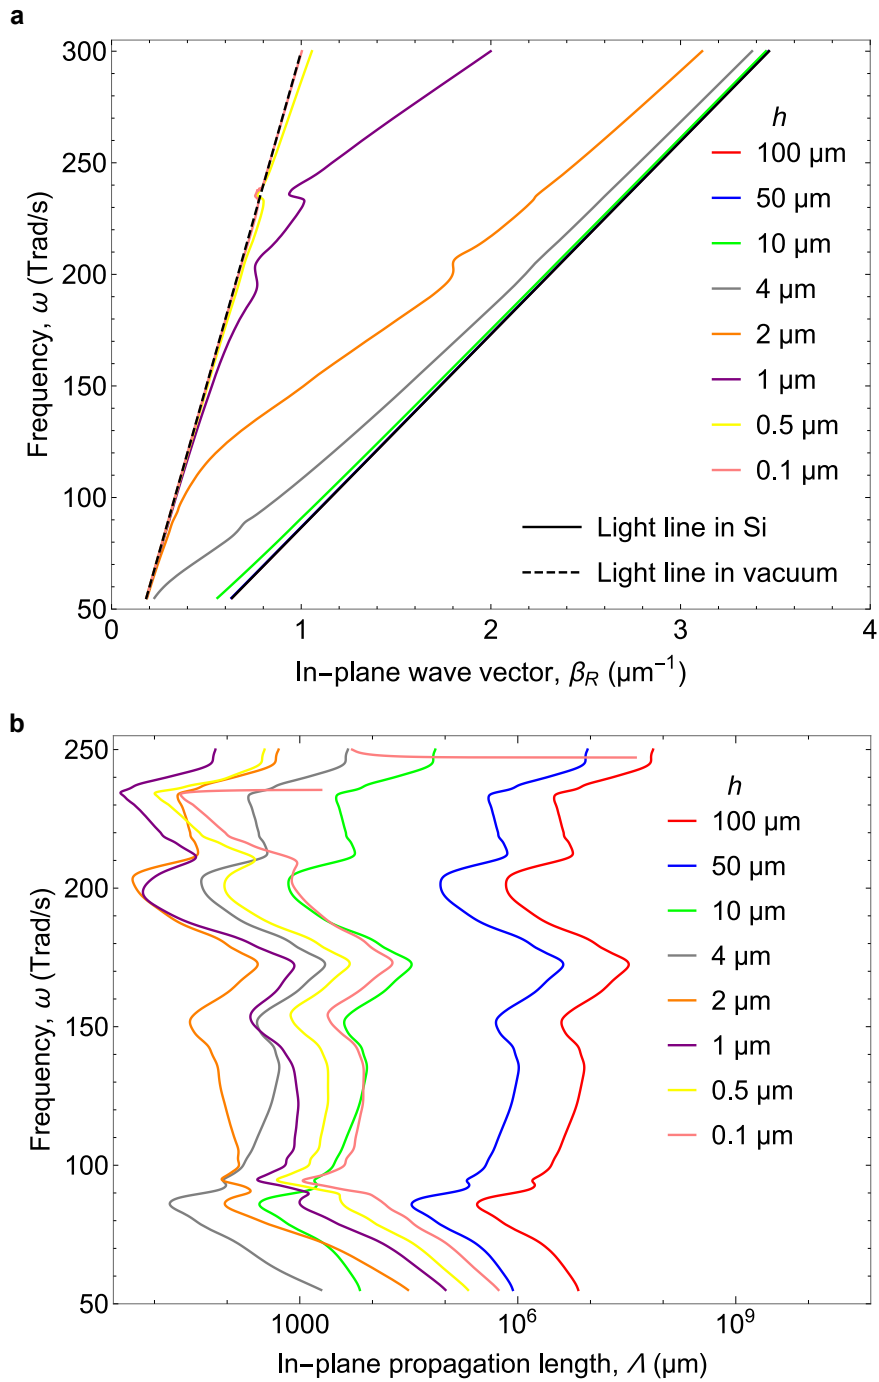 a
300
250
200
150
100
50
0
1
2
3
4
Frequency, ω (Trad/s)
In−plane wave vector, βR (μm⁻¹)
h
100 μm
50 μm
10 μm
4 μm
2 μm
1 μm
0.5 μm
0.1 μm
Light line in Si
Light line in vacuum
b
250
200
150
100
50
1000
10⁶
10⁹
Frequency, ω (Trad/s)
In−plane propagation length, Λ (μm)
h
100 μm
50 μm
10 μm
4 μm
2 μm
1 μm
0.5 μm
0.1 μm